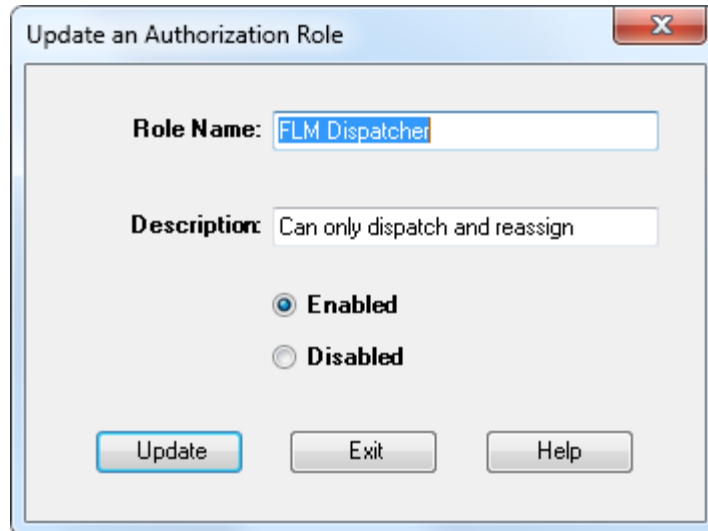 Update an Authorization Role
Role Name: FLM Dispatcher
Description: Can only dispatch and reassign
Enabled
Disabled
Update Exit Help